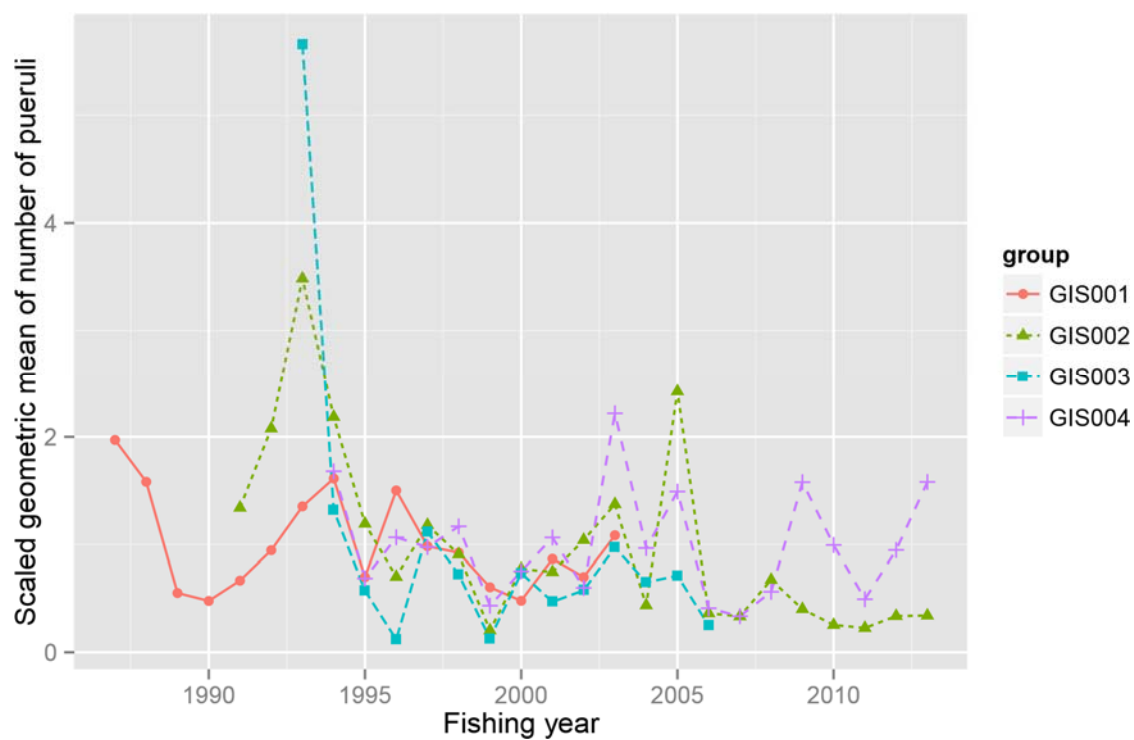 Scaled geometric mean of number of pueruli
4
2
0
1990 1995 2000 2005 2010
Fishing year
group
GIS001
GIS002
GIS003
GIS004